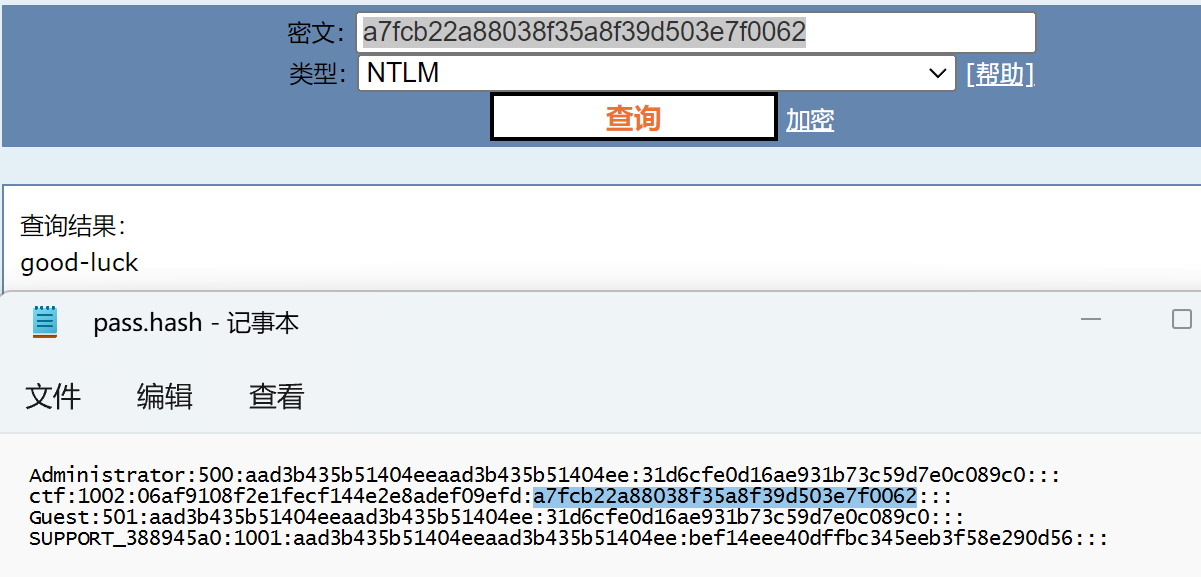 密文: a7fcb22a88038f35a8f39d503e7f0062
类型: NTLM [帮助]
查询 加密
查询结果:
good-luck
pass.hash - 记事本
文件 编辑 查看
Administrator:500:aad3b435b51404eeaad3b435b51404ee:31d6cfe0d16ae931b73c59d7e0c089c0:::
ctf:1002:06af9108f2e1fecf144e2e8adef09efd:a7fcb22a88038f35a8f39d503e7f0062:::
Guest:501:aad3b435b51404eeaad3b435b51404ee:31d6cfe0d16ae931b73c59d7e0c089c0:::
SUPPORT_388945a0:1001:aad3b435b51404eeaad3b435b51404ee:bef14eee40dffbc345eeb3f58e290d56:::